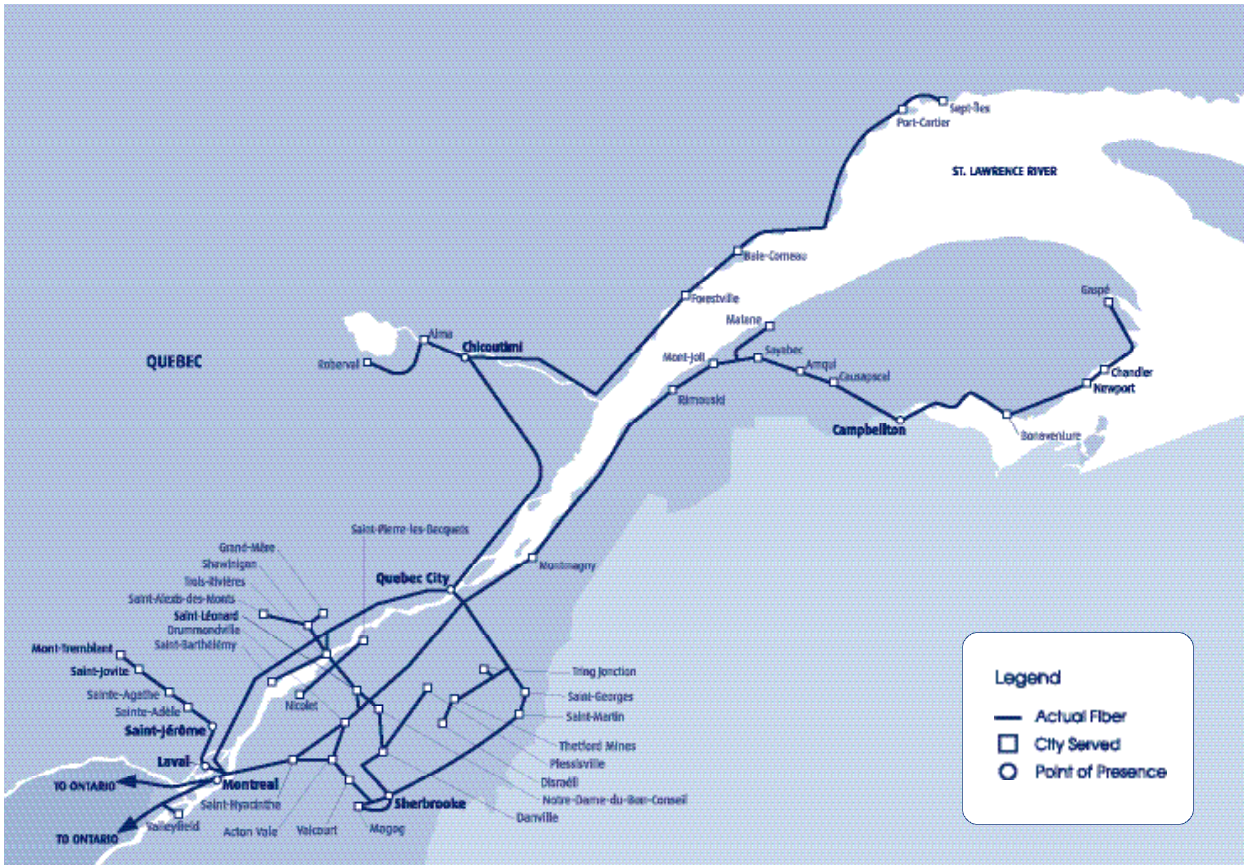 Sept-Îles
Port-Cartier
ST. LAWRENCE RIVER
Baie-Comeau
Gaspé
Forestville
Matane
Alma
Chicoutimi
QUEBEC
Roberval
Mont-Joli
Sayabec
Amqui
Causapscal
Chandler
Newport
Rimouski
Campbellton
Bonaventure
Saint-Pierre-les-Becquets
Grand-Mère
Shawinigan
Trois-Rivières
Saint-Alexis-des-Monts
Saint-Léonard
Drummondville
Saint-Barthélémy
Quebec City
Montmagny
Mont-Tremblant
Saint-Jovite
Sainte-Agathe
Sainte-Adèle
Saint-Jérôme
Nicolet
Tring Jonction
Saint-Georges
Saint-Martin
Thetford Mines
Plessisville
Disraëli
Notre-Dame-du-Bon-Conseil
Danville
Laval
TO ONTARIO
Montreal
Saint-Hyacinthe
Sherbrooke
Valleyfield
Acton Vale
Valcourt
Magog
TO ONTARIO
Legend
Actual Fiber
City Served
Point of Presence